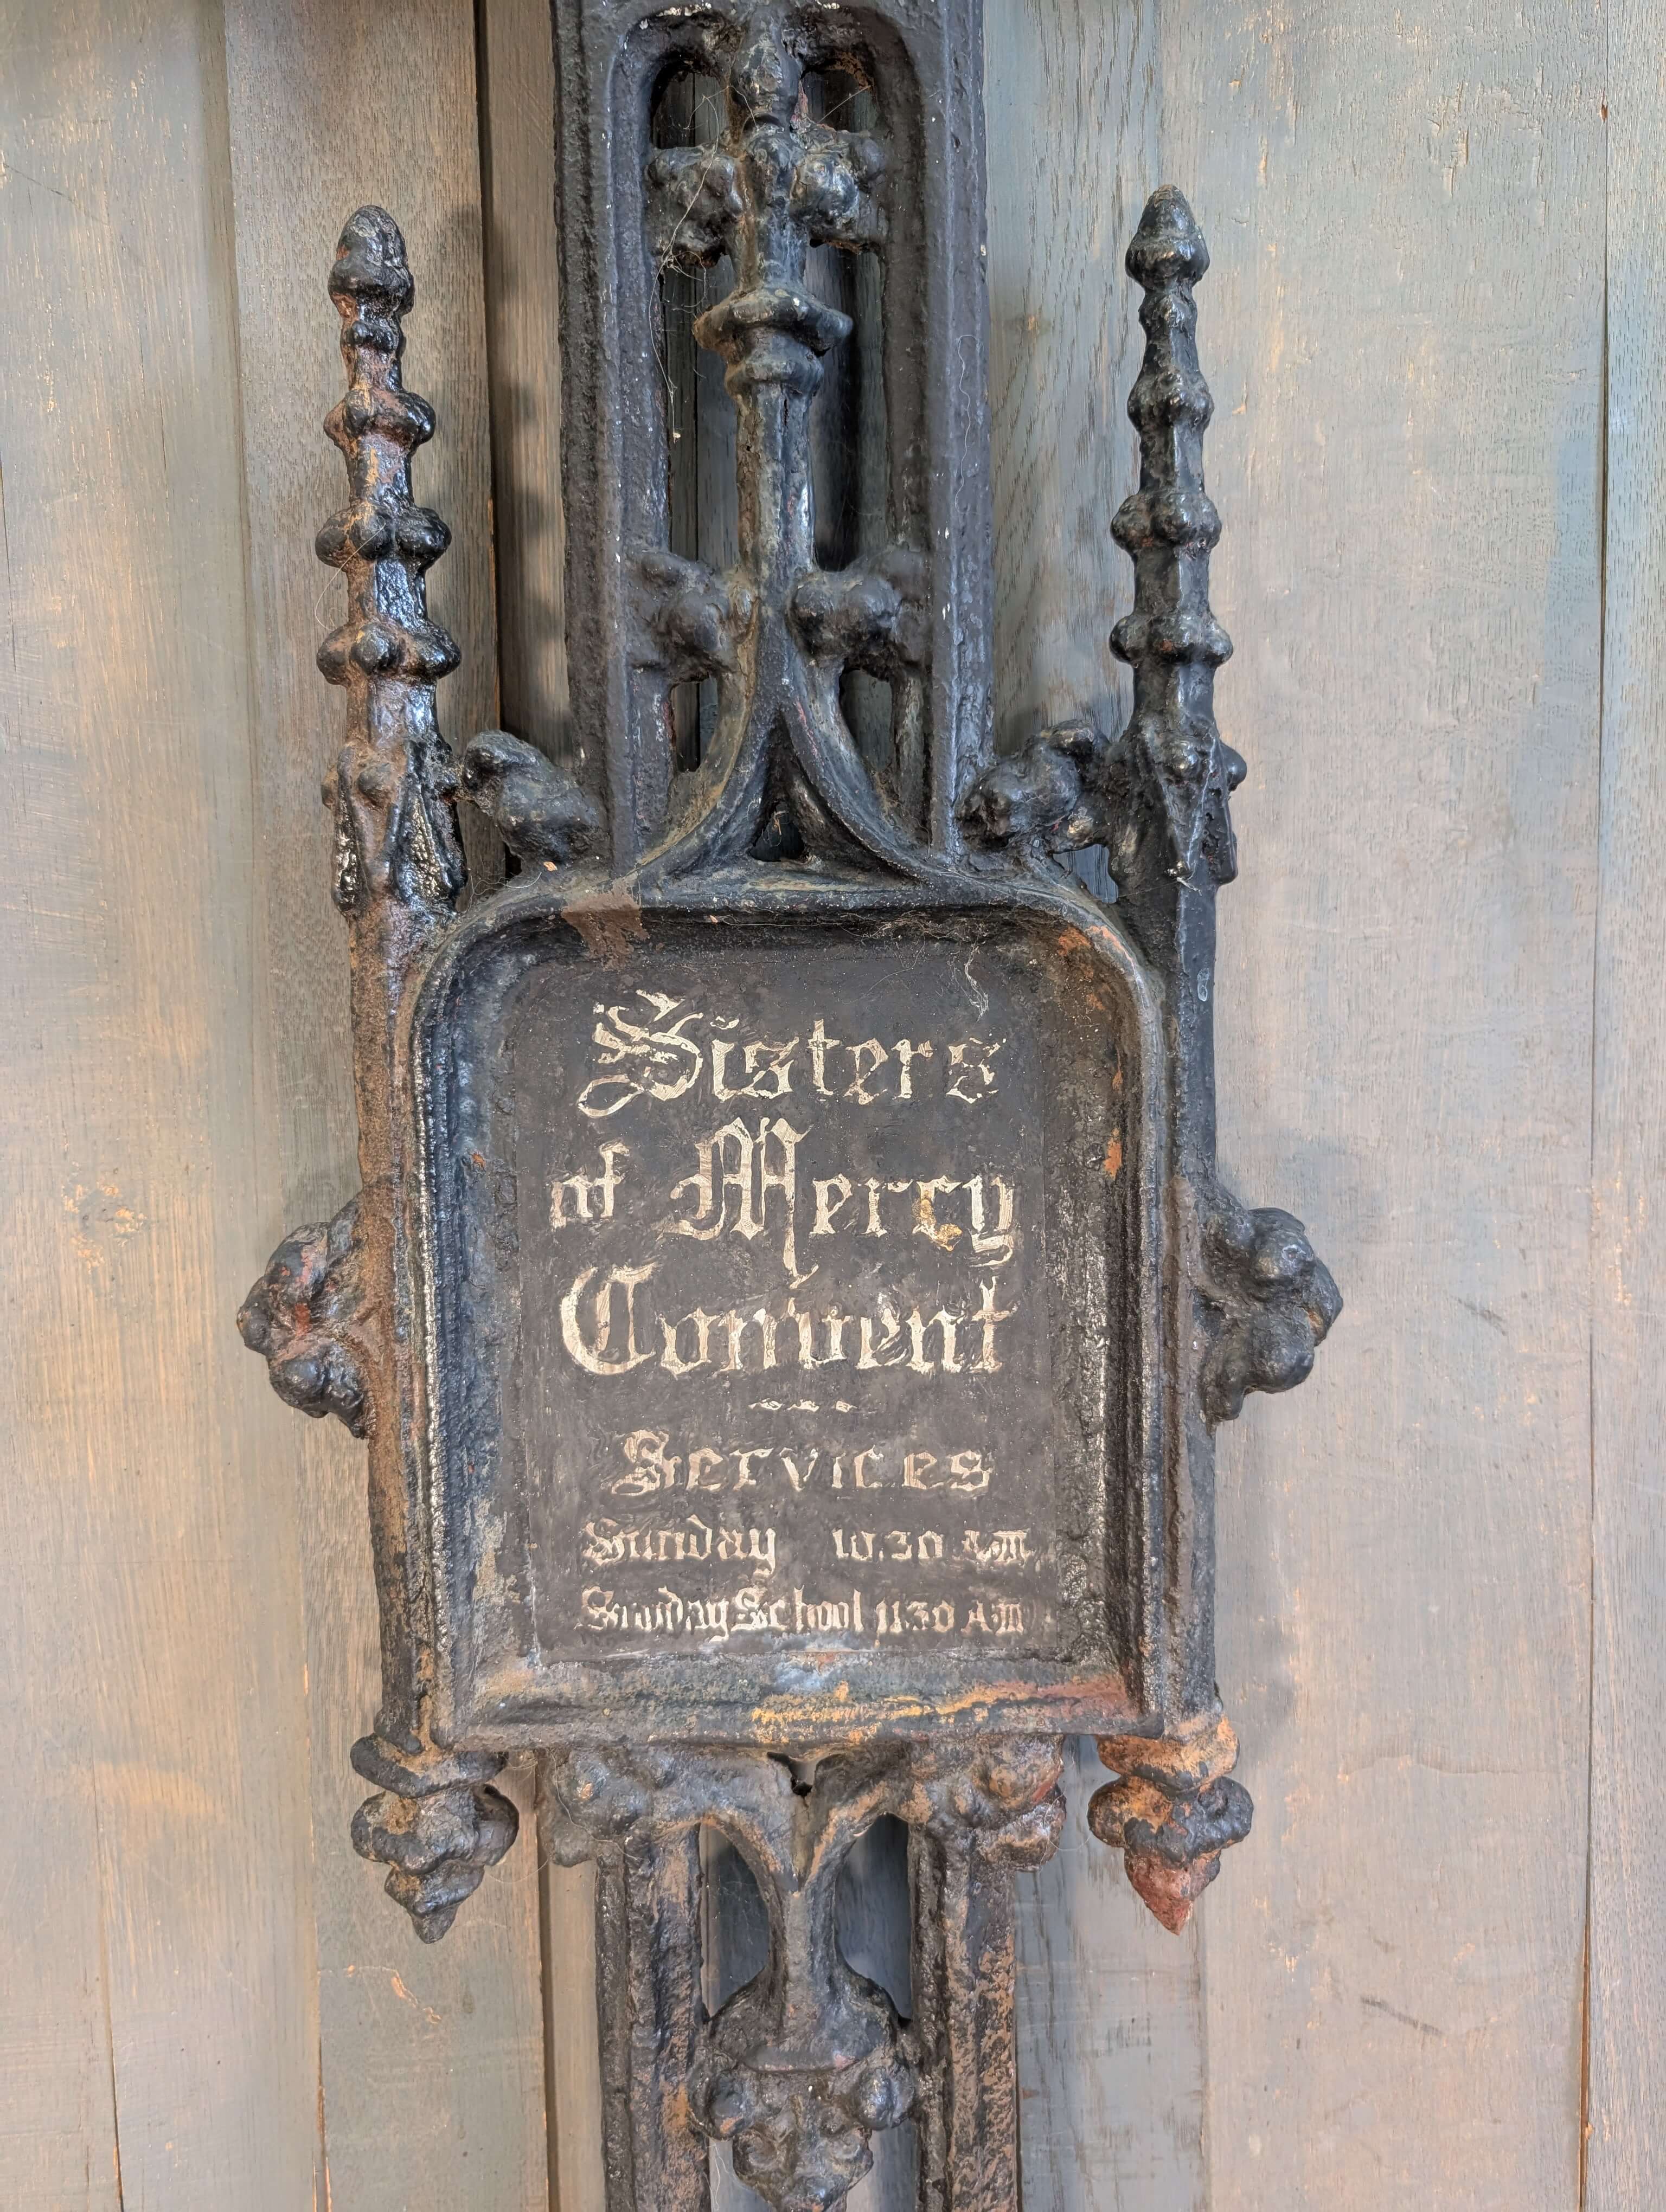 Sisters
of Mercy
Convent
Services
Sunday 10.30 A.M.
Sunday School 11.30 A.M.